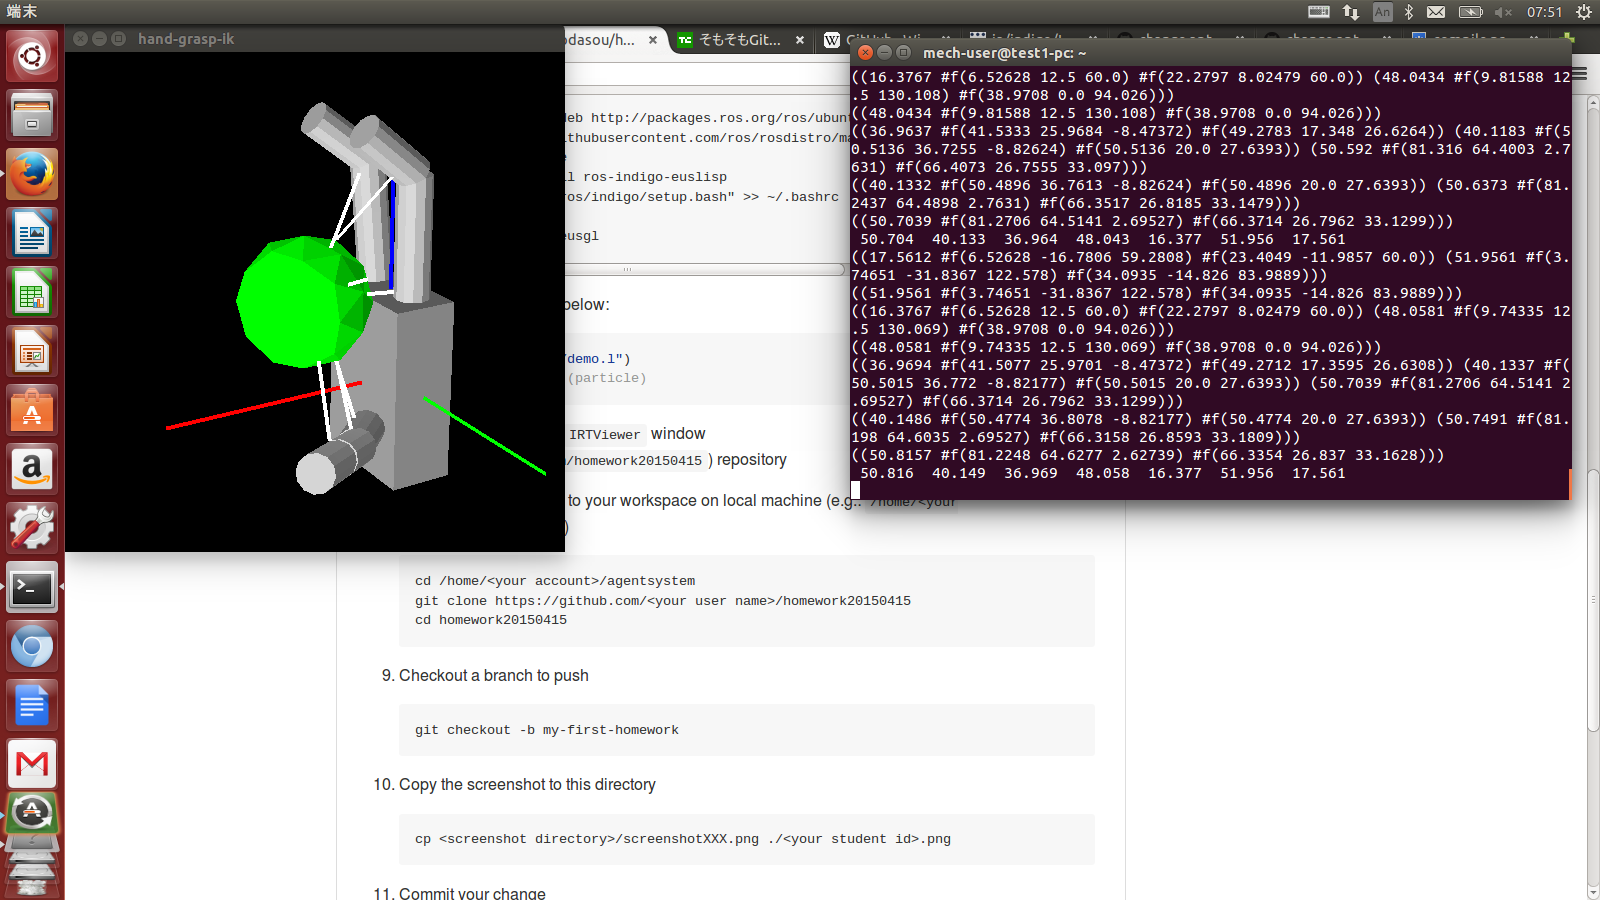 端末
An
07:51
hand-grasp-ik
odasou/h...
そもそもGit...
mech-user@test1-pc: ~
deb http://packages.ros.org/ros/ubunt
thubusercontent.com/ros/rosdistro/ma
e
ll ros-indigo-euslisp
ros/indigo/setup.bash" >> ~/.bashrc
eusgl
below:
/demo.l")
(particle)
IRTViewer window
/homework20150415 ) repository
to your workspace on local machine (e.g.: /home/<your
)
cd /home/<your account>/agentsystem
git clone https://github.com/<your user name>/homework20150415
cd homework20150415
9. Checkout a branch to push
git checkout -b my-first-homework
10. Copy the screenshot to this directory
cp <screenshot directory>/screenshotXXX.png ./<your student id>.png
11. Commit your change
((16.3767 #f(6.52628 12.5 60.0) #f(22.2797 8.02479 60.0)) (48.0434 #f(9.81588 12
.5 130.108) #f(38.9708 0.0 94.026)))
((48.0434 #f(9.81588 12.5 130.108) #f(38.9708 0.0 94.026)))
((36.9637 #f(41.5333 25.9684 -8.47372) #f(49.2783 17.348 26.6264)) (40.1183 #f(5
0.5136 36.7255 -8.82624) #f(50.5136 20.0 27.6393)) (50.592 #f(81.316 64.4003 2.7
631) #f(66.4073 26.7555 33.097)))
((40.1332 #f(50.4896 36.7613 -8.82624) #f(50.4896 20.0 27.6393)) (50.6373 #f(81.
2437 64.4898 2.7631) #f(66.3517 26.8185 33.1479)))
((50.7039 #f(81.2706 64.5141 2.69527) #f(66.3714 26.7962 33.1299)))
50.704 40.133 36.964 48.043 16.377 51.956 17.561
((17.5612 #f(6.52628 -16.7806 59.2808) #f(23.4049 -11.9857 60.0)) (51.9561 #f(3.
74651 -31.8367 122.578) #f(34.0935 -14.826 83.9889)))
((51.9561 #f(3.74651 -31.8367 122.578) #f(34.0935 -14.826 83.9889)))
((16.3767 #f(6.52628 12.5 60.0) #f(22.2797 8.02479 60.0)) (48.0581 #f(9.74335 12
.5 130.069) #f(38.9708 0.0 94.026)))
((48.0581 #f(9.74335 12.5 130.069) #f(38.9708 0.0 94.026)))
((36.9694 #f(41.5077 25.9701 -8.47372) #f(49.2712 17.3595 26.6308)) (40.1337 #f(
50.5015 36.772 -8.82177) #f(50.5015 20.0 27.6393)) (50.7039 #f(81.2706 64.5141 2
.69527) #f(66.3714 26.7962 33.1299)))
((40.1486 #f(50.4774 36.8078 -8.82177) #f(50.4774 20.0 27.6393)) (50.7491 #f(81.
198 64.6035 2.69527) #f(66.3158 26.8593 33.1809)))
((50.8157 #f(81.2248 64.6277 2.62739) #f(66.3354 26.837 33.1628)))
50.816 40.149 36.969 48.058 16.377 51.956 17.561